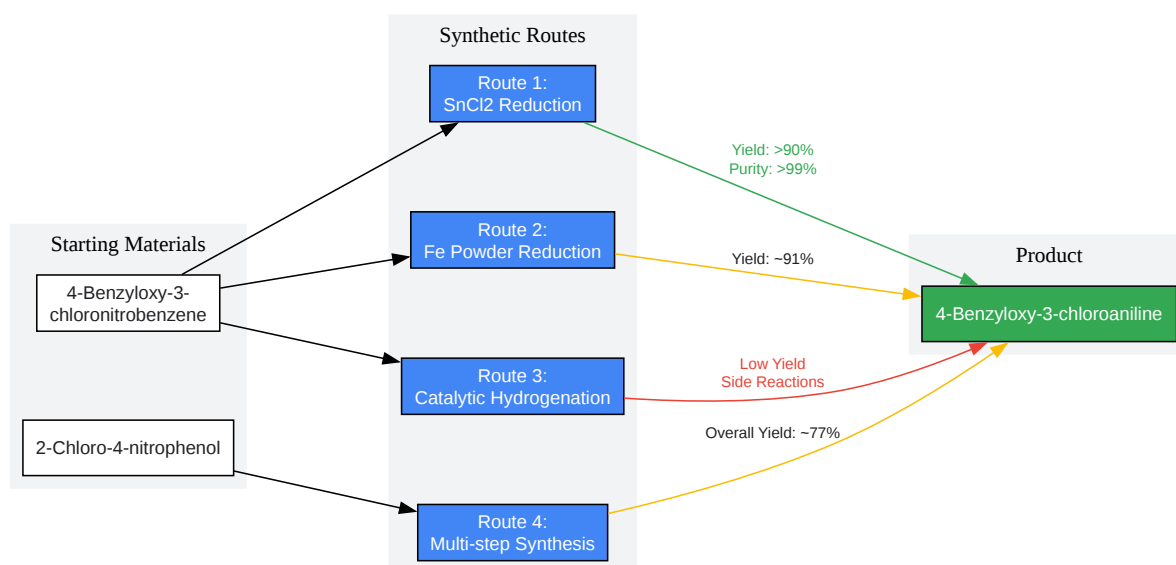 Synthetic Routes
Route 1:
SnCl2 Reduction
Yield: >90%
Purity: >99%
Route 2:
Fe Powder Reduction
Yield: ~91%
Starting Materials
4-Benzyloxy-3-
chloronitrobenzene
Product
4-Benzyloxy-3-chloroaniline
Route 3:
Catalytic Hydrogenation
Low Yield
Side Reactions
2-Chloro-4-nitrophenol
Overall Yield: ~77%
Route 4:
Multi-step Synthesis